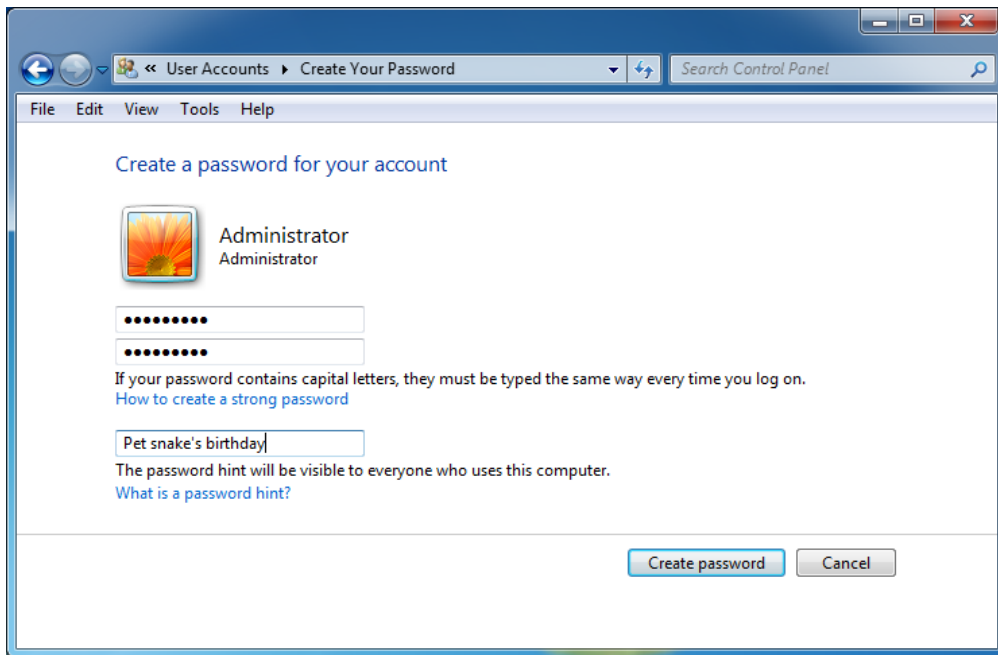 « User Accounts ▸ Create Your Password
Search Control Panel
File Edit View Tools Help
Create a password for your account
Administrator
Administrator
•••••••••
•••••••••
If your password contains capital letters, they must be typed the same way every time you log on.
How to create a strong password
Pet snake's birthday
The password hint will be visible to everyone who uses this computer.
What is a password hint?
Create password Cancel